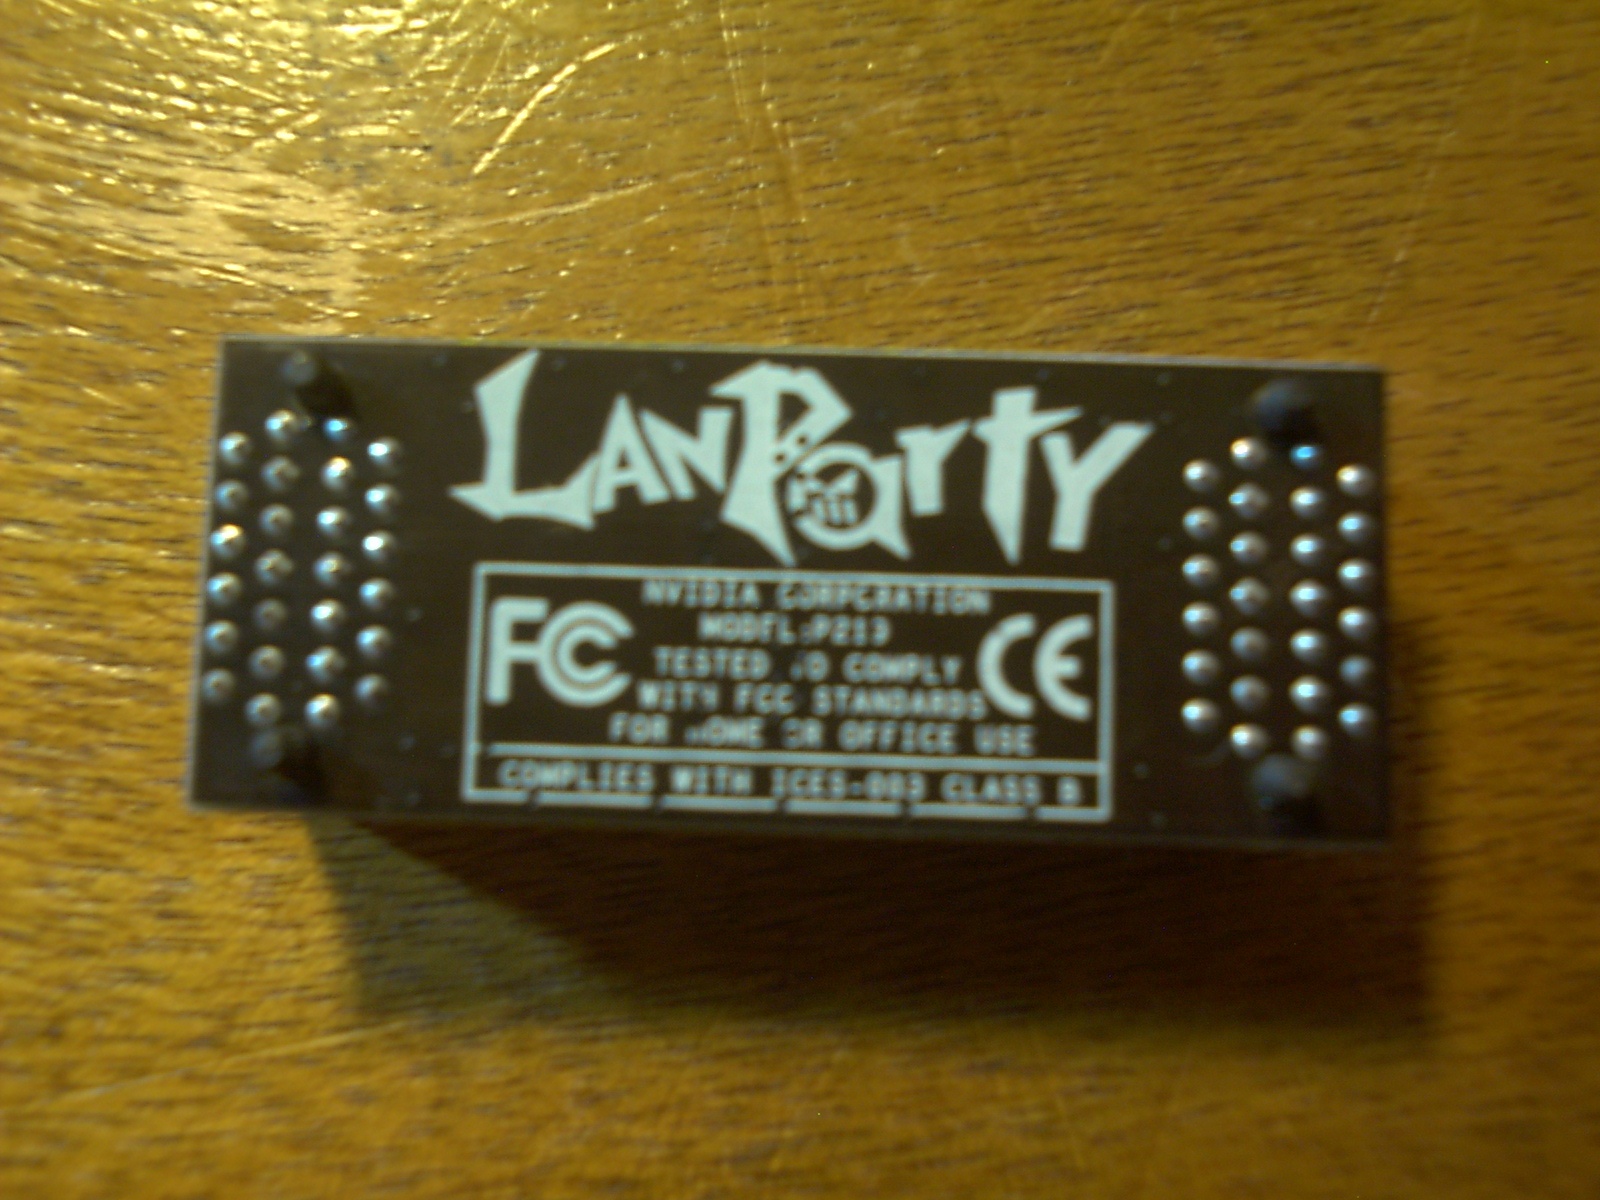 LANPARTY
NVIDIA CORPORATION
FCC
MODEL:P213
CE
TESTED TO COMPLY
WITH FCC STANDARDS
FOR HOME OR OFFICE USE
COMPLIES WITH ICES-003 CLASS B